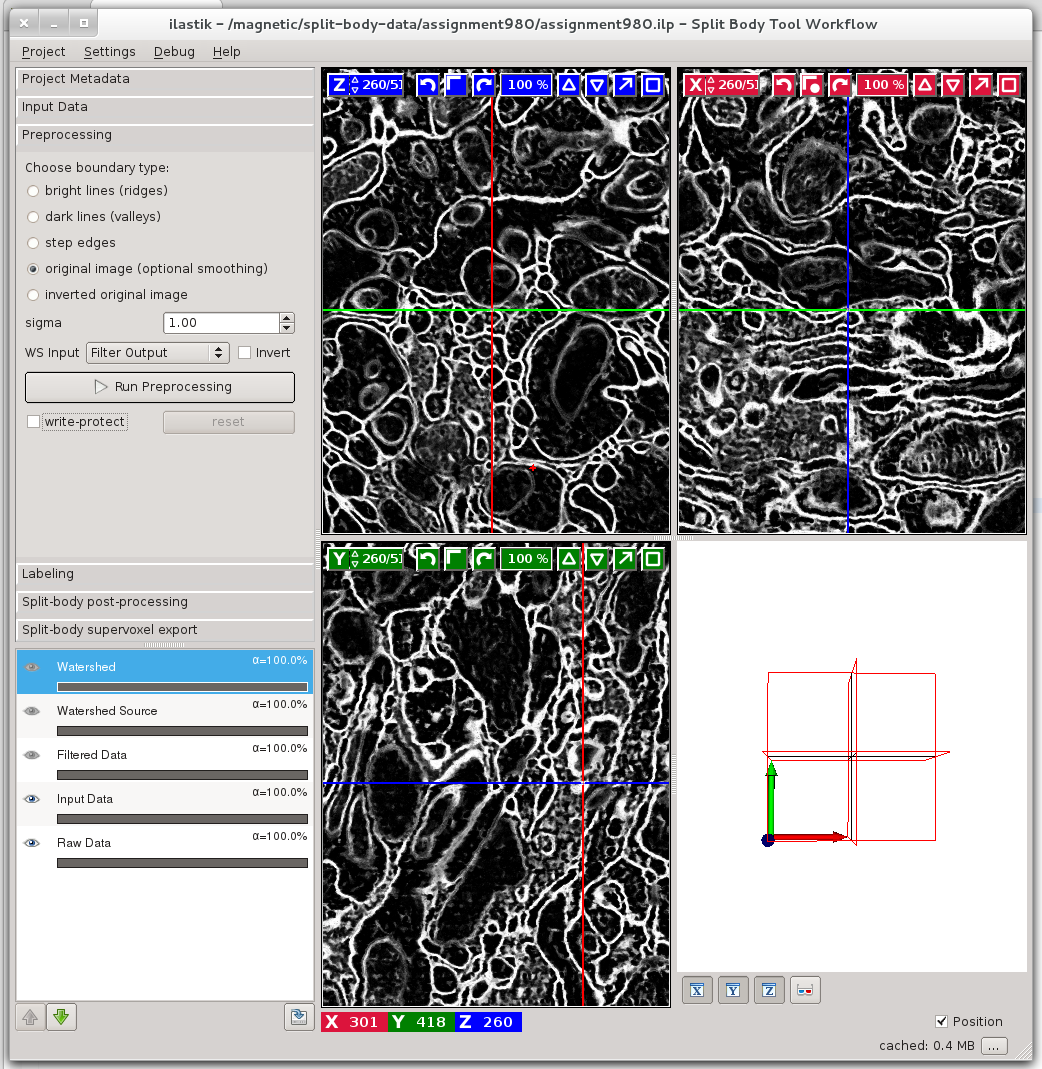 ilastik – /magnetic/split-body-data/assignment980/assignment980.ilp – Split Body Tool Workflow
Project Settings Debug Help
Project Metadata
Input Data
Preprocessing
Choose boundary type:
bright lines (ridges)
dark lines (valleys)
step edges
original image (optional smoothing)
inverted original image
sigma 1.00
WS Input Filter Output Invert
Run Preprocessing
write-protect reset
Labeling
Split-body post-processing
Split-body supervoxel export
Watershed α=100.0%
Watershed Source α=100.0%
Filtered Data α=100.0%
Input Data α=100.0%
Raw Data α=100.0%
Z 260/51 100 %
X 260/51 100 %
Y 260/51 100 %
X Y Z
X 301 Y 418 Z 260
Position
cached: 0.4 MB ...